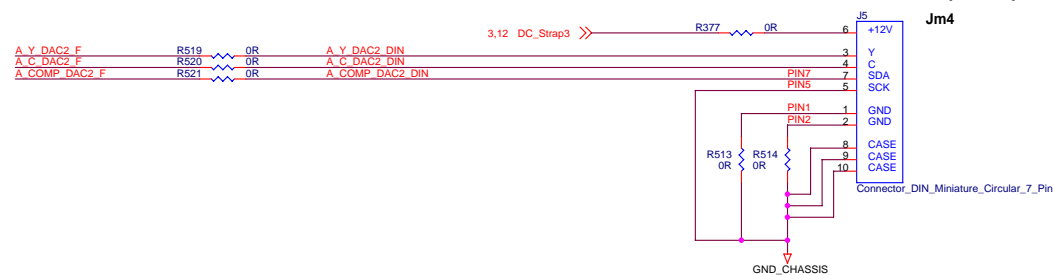 J5
Jm4
3,12 DC_Strap3
R377
0R
6
+12V
A_Y_DAC2_F
R519
0R
A_Y_DAC2_DIN
3
Y
A_C_DAC2_F
R520
0R
A_C_DAC2_DIN
4
C
A_COMP_DAC2_F
R521
0R
A_COMP_DAC2_DIN
PIN7
7
SDA
PIN5
5
SCK
PIN1
1
GND
PIN2
2
GND
R513
0R
R514
0R
8
CASE
9
CASE
10
CASE
Connector_DIN_Miniature_Circular_7_Pin
GND_CHASSIS